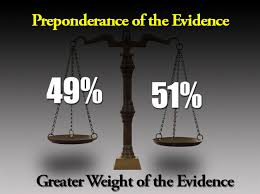 Preponderance of the Evidence
49%
51%
Greater Weight of the Evidence